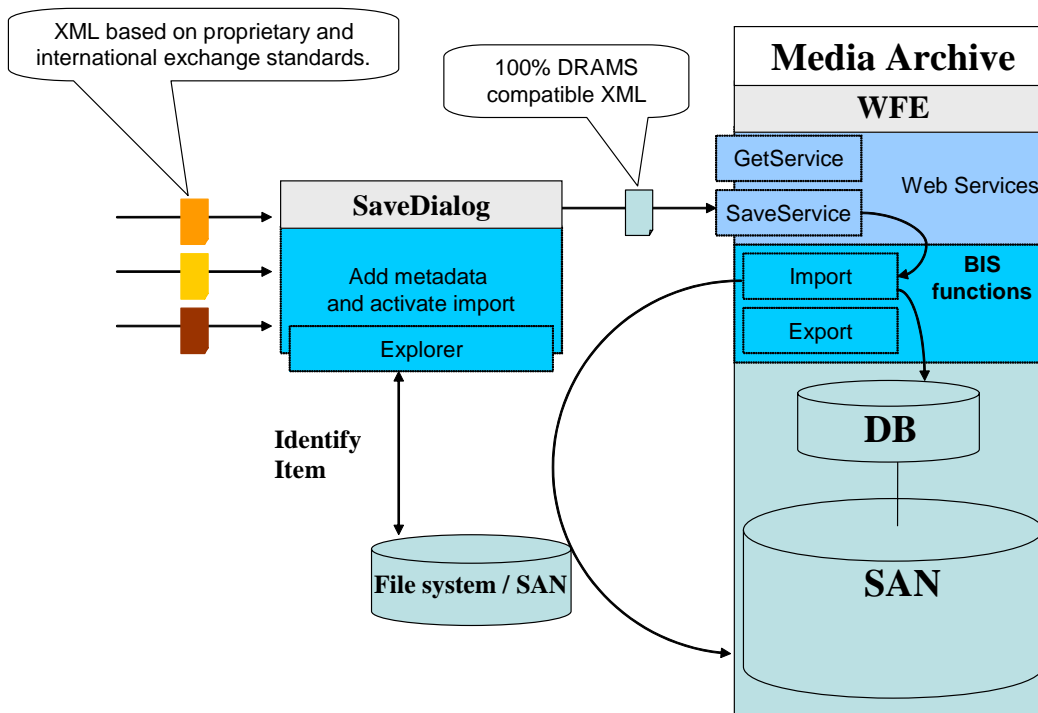 XML based on proprietary and
international exchange standards.
100% DRAMS
compatible XML
Media Archive
WFE
GetService
Web Services
SaveService
SaveDialog
Add metadata
and activate import
Explorer
BIS
functions
Import
Export
Identify
Item
File system / SAN
DB
SAN